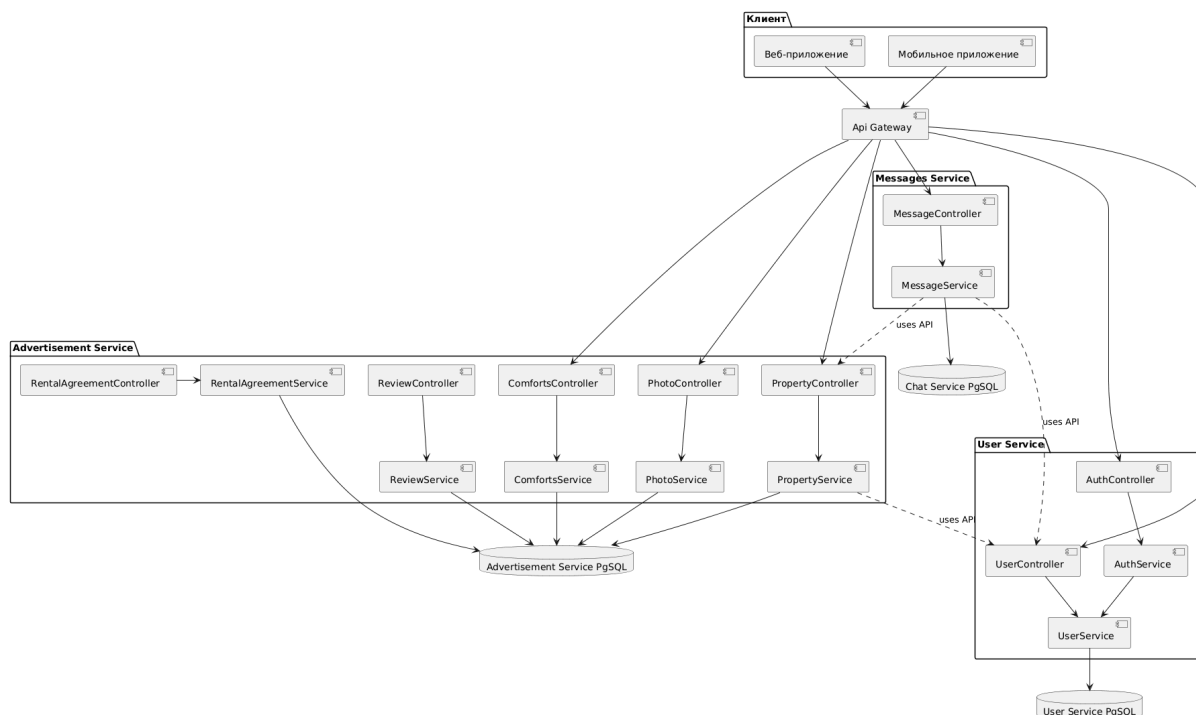 Клиент
Веб-приложение
Мобильное приложение
Api Gateway
Messages Service
MessageController
MessageService
uses API
Advertisement Service
RentalAgreementController
RentalAgreementService
ReviewController
ComfortsController
PhotoController
PropertyController
Chat Service PgSQL
uses API
User Service
ReviewService
ComfortsService
PhotoService
PropertyService
AuthController
uses API
Advertisement Service PgSQL
UserController
AuthService
UserService
User Service PgSQL